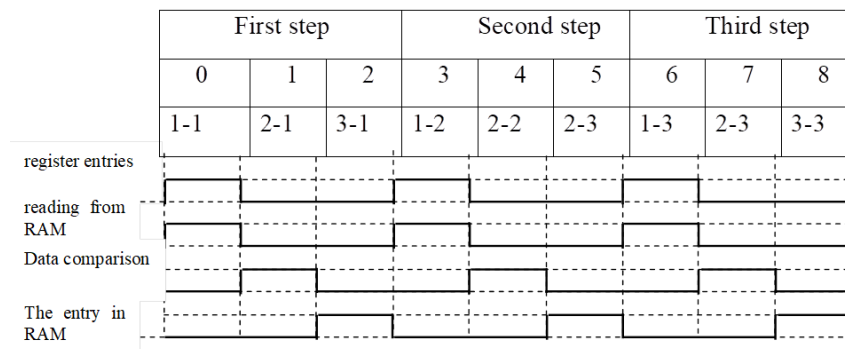 First step Second step Third step
0 1 2 3 4 5 6 7 8
1-1 2-1 3-1 1-2 2-2 2-3 1-3 2-3 3-3
register entries
reading from
RAM
Data comparison
The entry in
RAM